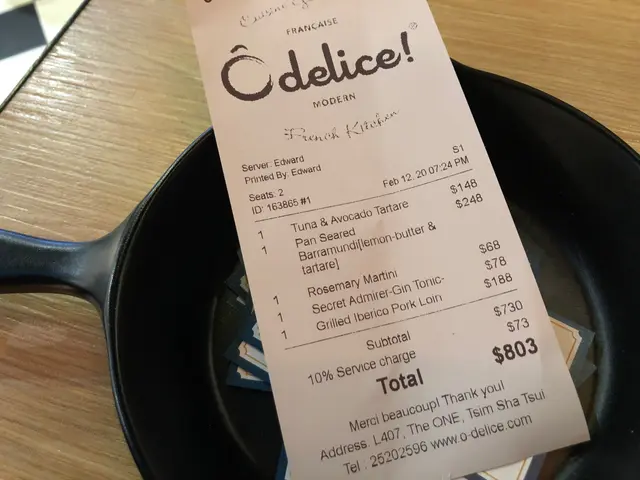 FRANÇAISE
Ô delice!®
MODERN
French Kitchen
Server: Edward
Printed By: Edward S1
Seats: 2 Feb 12, 20 07:24 PM
ID: 163865 #1
1 Tuna & Avocado Tartare $148
1 Pan Seared $248
Barramundi[lemon-butter &
tartare]
1 Rosemary Martini $68
1 Secret Admirer-Gin Tonic- $78
1 Grilled Iberico Pork Loin $188
Subtotal $730
10% Service charge $73
Total $803
Merci beaucoup! Thank you!
Address: L407, The ONE, Tsim Sha Tsui
Tel : 25202596 www.o-delice.com